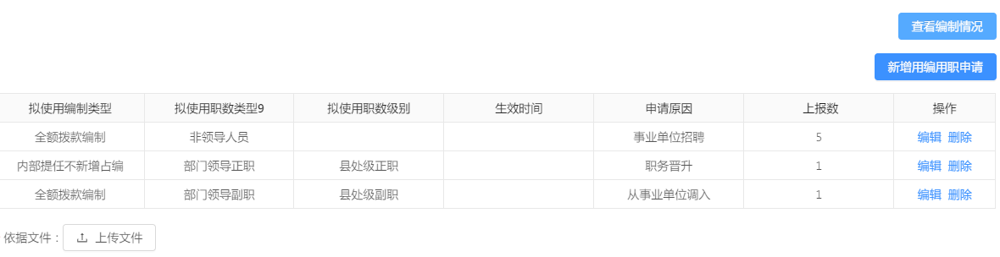 查看编制情况
新增用编用职申请
拟使用编制类型 拟使用职数类型9 拟使用职数级别 生效时间 申请原因 上报数 操作
全额拨款编制 非领导人员 事业单位招聘 5 编辑 删除
内部提任不新增占编 部门领导正职 县处级正职 职务晋升 1 编辑 删除
全额拨款编制 部门领导副职 县处级副职 从事业单位调入 1 编辑 删除
依据文件： 上传文件